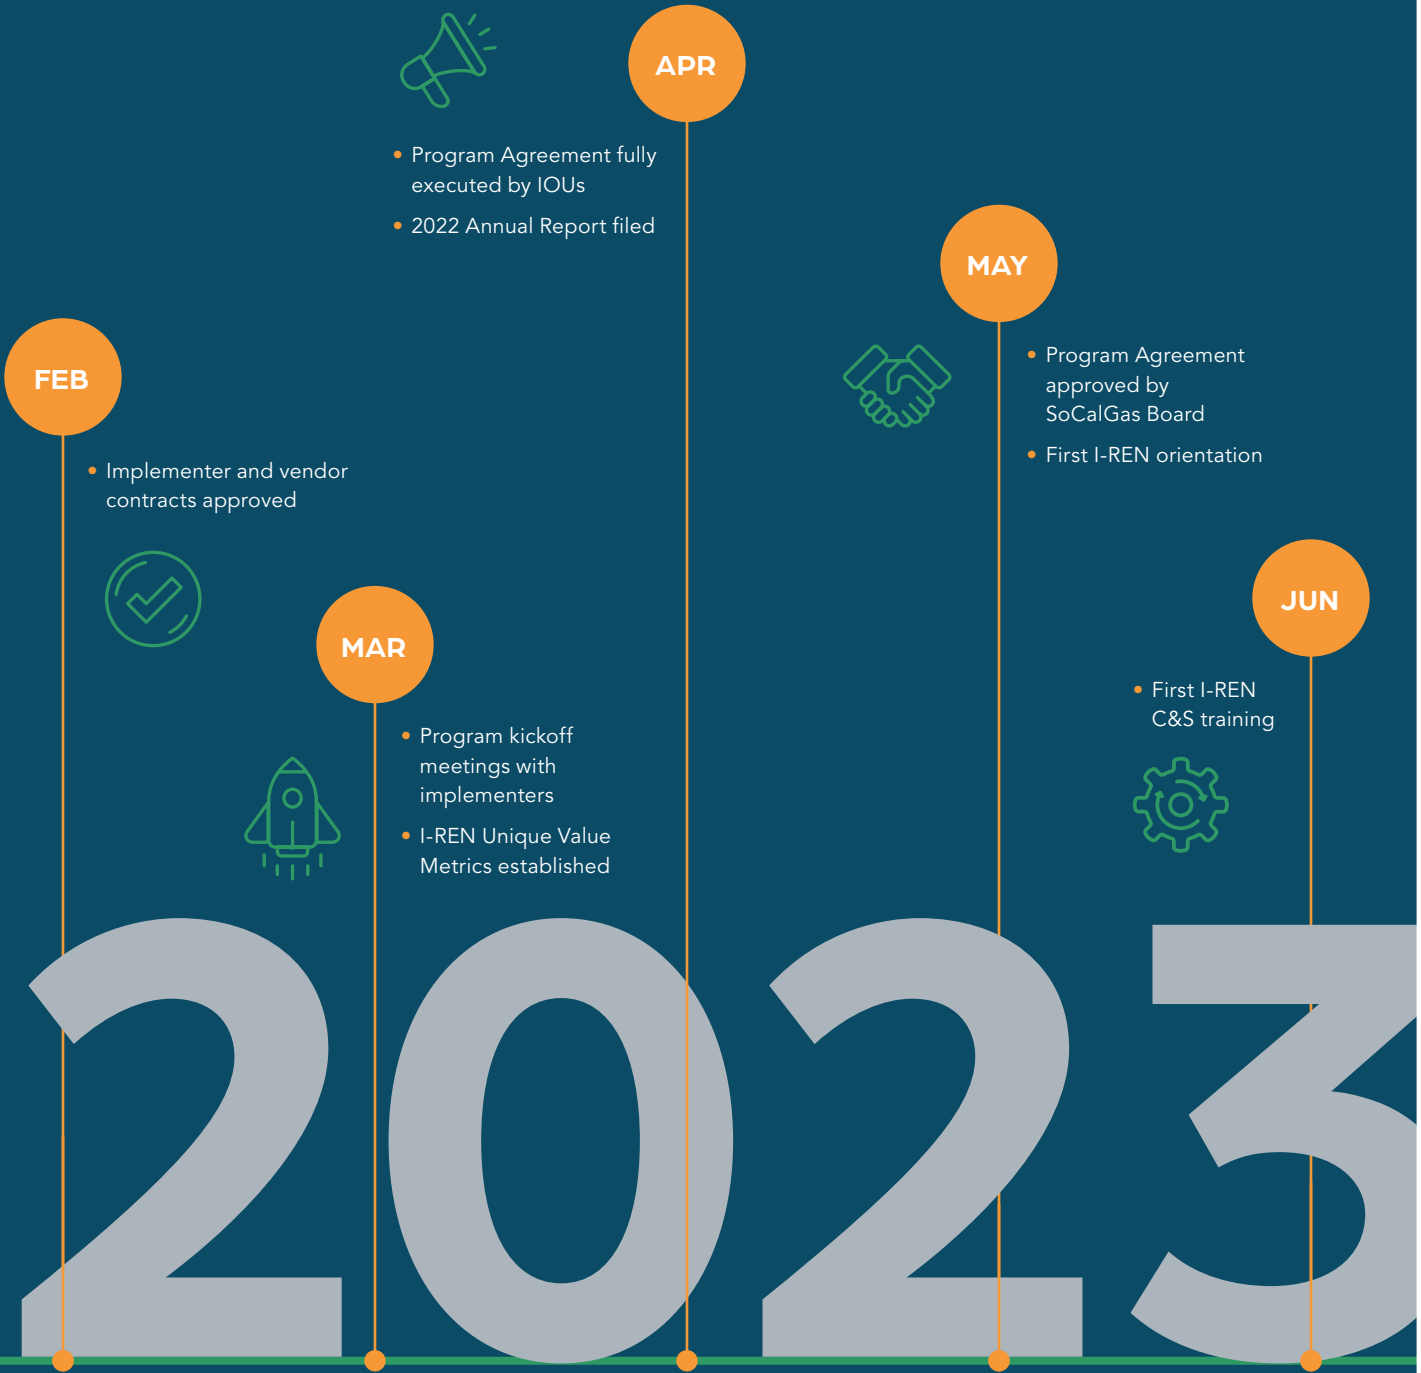 FEB
• Implementer and vendor
contracts approved
MAR
• Program kickoff
meetings with
implementers
• I-REN Unique Value
Metrics established
APR
• Program Agreement fully
executed by IOUs
• 2022 Annual Report filed
MAY
• Program Agreement
approved by
SoCalGas Board
• First I-REN orientation
JUN
• First I-REN
C&S training
2023